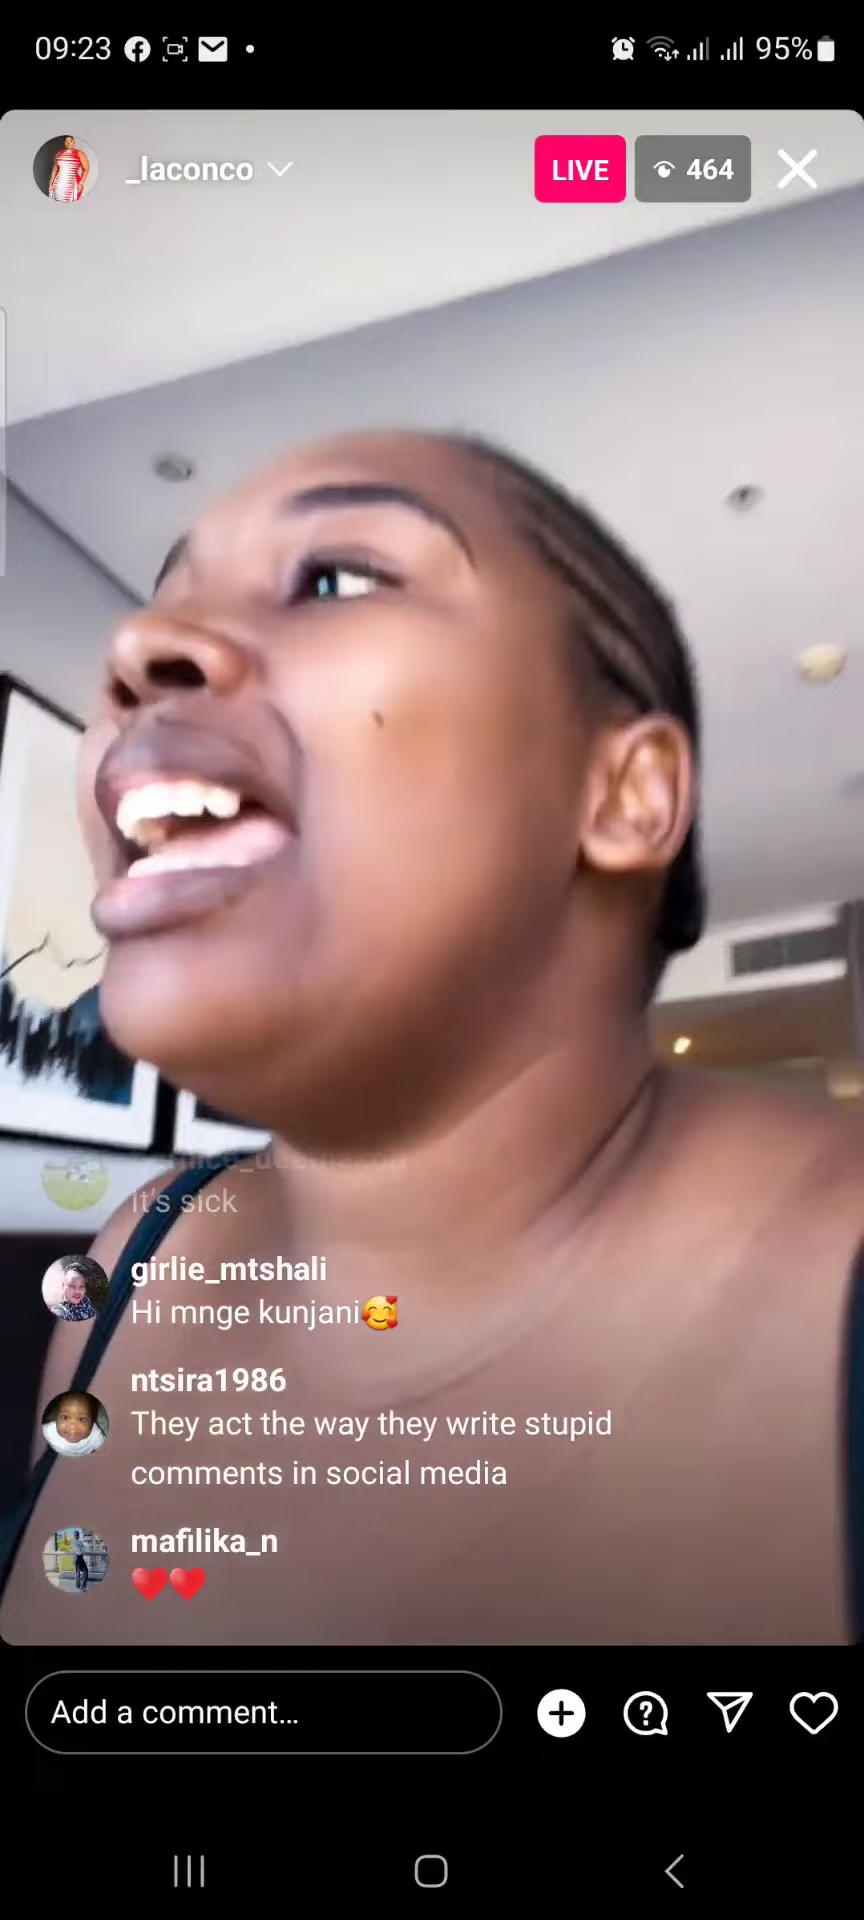 09:23
95%
_laconco
LIVE
464
It's sick
girlie_mtshali
Hi mnge kunjani🥰
ntsira1986
They act the way they write stupid
comments in social media
mafilika_n
♥️♥️
Add a comment...